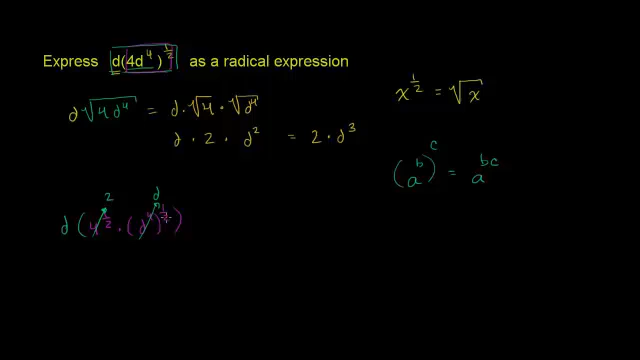 Express d(4d⁴)^½ as a radical expression
d√4d⁴ = d·√4·√d⁴
d · 2 · d² = 2·d³
x^½ = √x
(a^b)^c = a^bc
2 d
d(4^½ · (d⁴)^½)